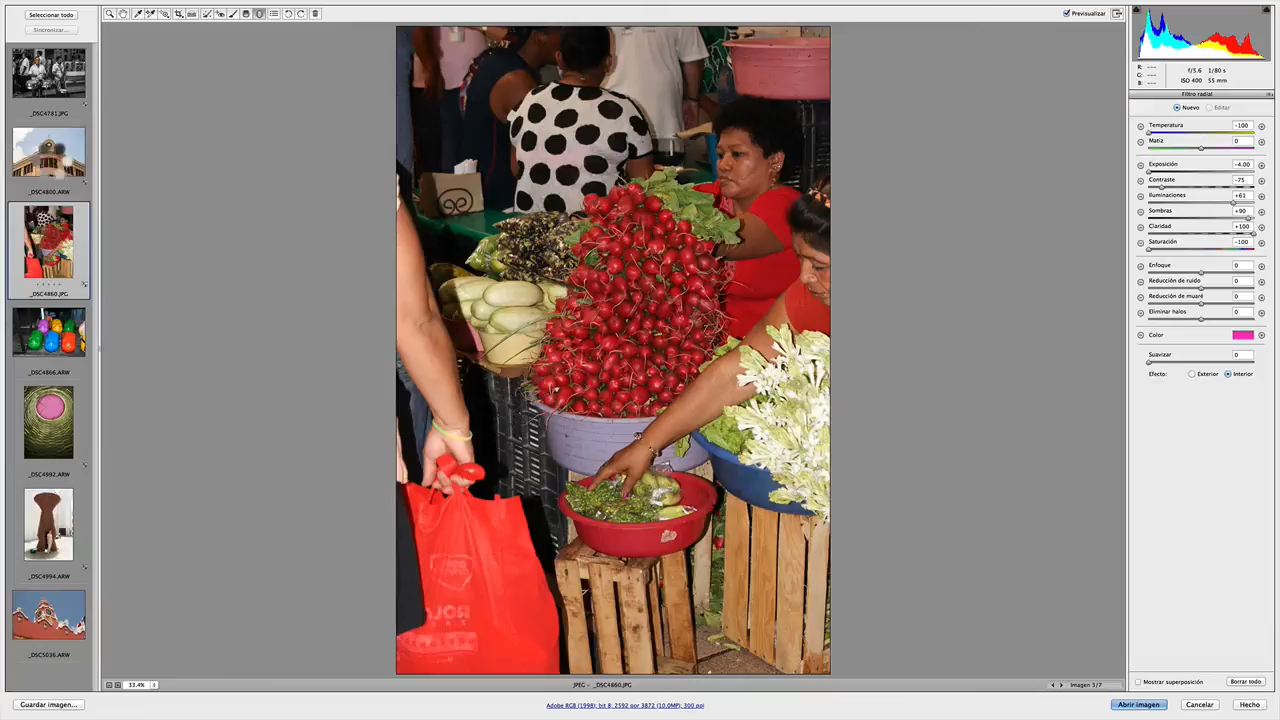 Seleccionar todo
Sincronizar...
Previsualizar
_DSC4781.JPG
_DSC4800.ARW
_DSC4860.JPG
_DSC4866.ARW
_DSC4992.ARW
_DSC4994.ARW
_DSC5036.ARW
R: ---
G: ---
B: ---
f/5.6 1/80 s
ISO 400 55 mm
Filtro radial
Nuevo Editar
Temperatura -100
Matiz 0
Exposición -4.00
Contraste -75
Iluminaciones +61
Sombras +90
Claridad +100
Saturación -100
Enfoque 0
Reducción de ruido 0
Reducción de muaré 0
Eliminar halos 0
Color
Suavizar 0
Efecto: Exterior Interior
Mostrar superposición Borrar todo
33.4%
JPEG - _DSC4860.JPG
Imagen 3/7
Guardar imagen...
Adobe RGB (1998); bit 8; 2592 por 3872 (10.0MP); 300 ppi
Abrir imagen Cancelar Hecho